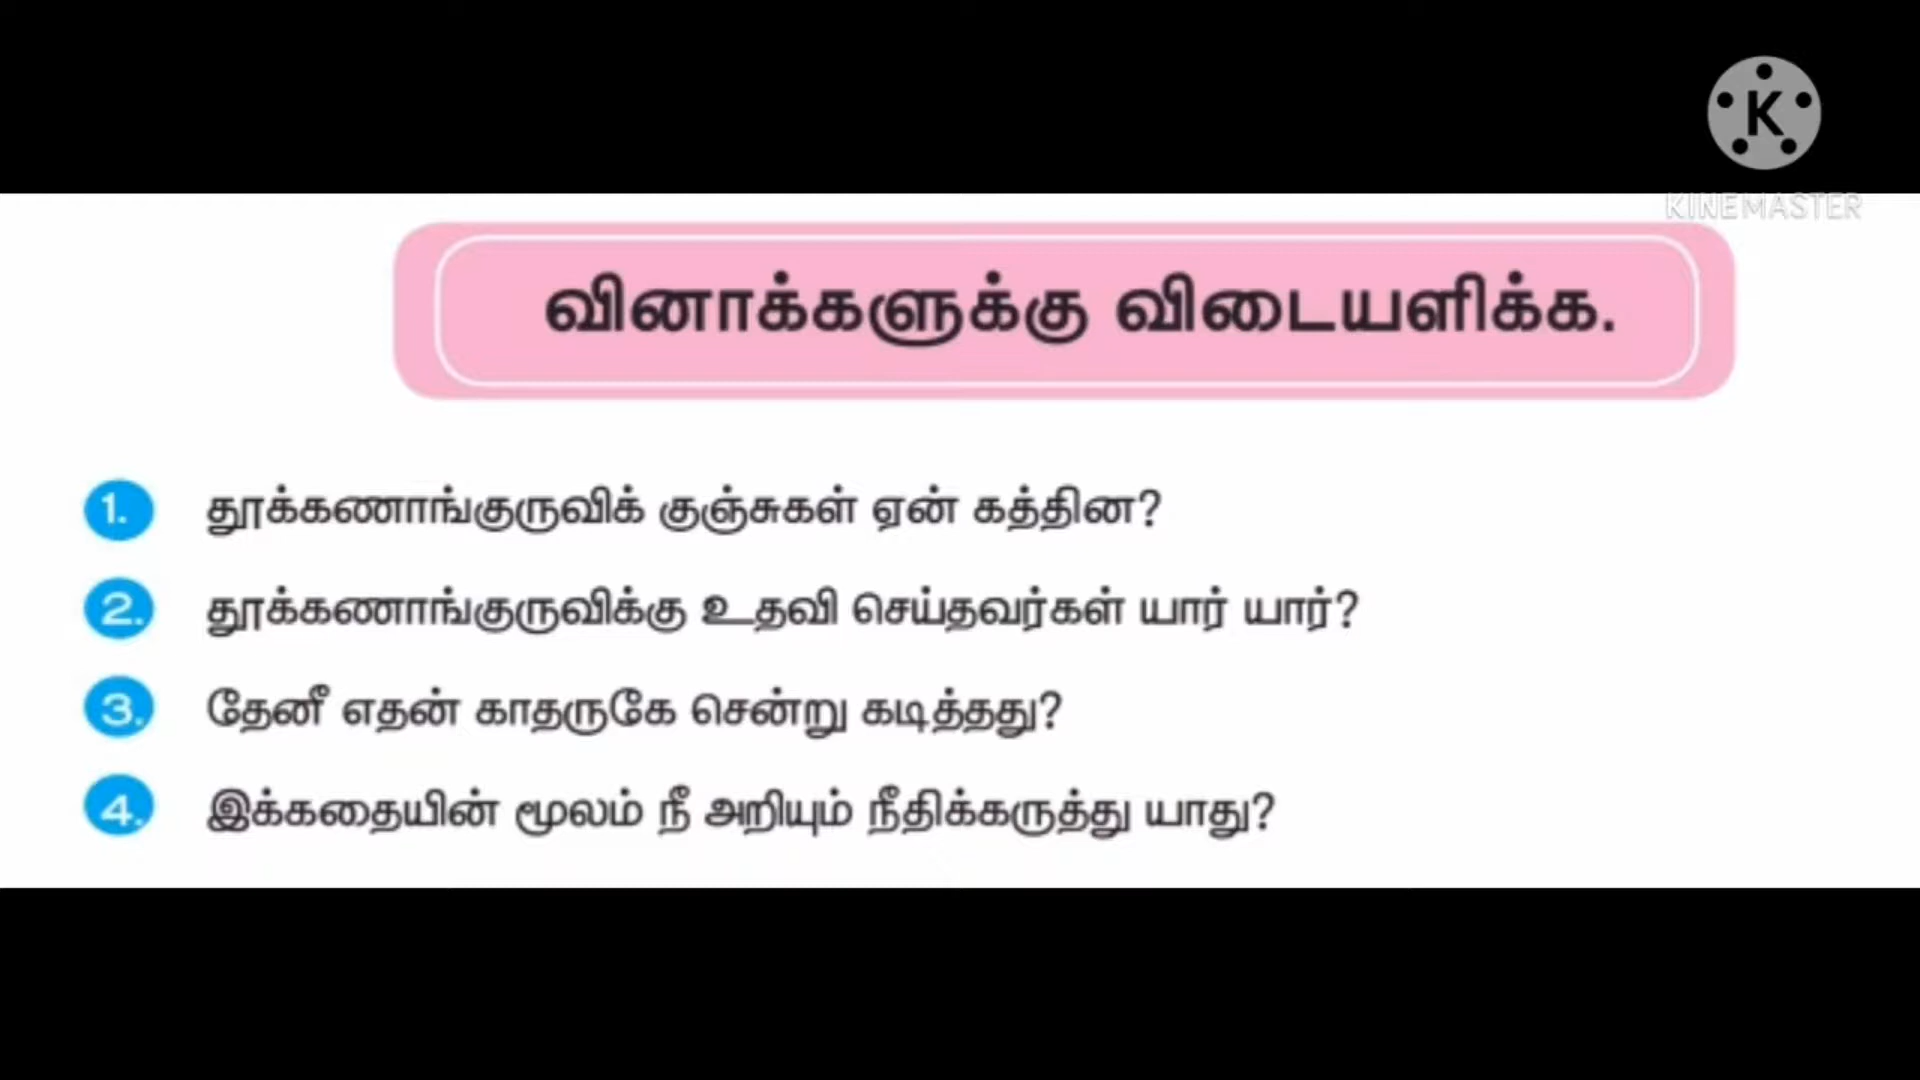 K
KINEMASTER
வினாக்களுக்கு விடையளிக்க.
1. தூக்கணாங்குருவிக் குஞ்சுகள் ஏன் கத்தின?
2. தூக்கணாங்குருவிக்கு உதவி செய்தவர்கள் யார் யார்?
3. தேனீ எதன் காதருகே சென்று கடித்தது?
4. இக்கதையின் மூலம் நீ அறியும் நீதிக்கருத்து யாது?